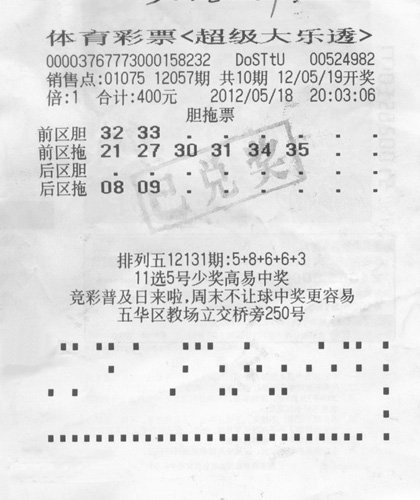 体育彩票<超级大乐透>
00003767773000158232 DoSTtU 00524982
销售点:01075 12057期 共10期 12/05/19开奖
倍:1 合计:400元 2012/05/18 20:03:06
胆拖票
前区胆 32 33
前区拖 21 27 30 31 34 35
后区胆
后区拖 08 09
已兑奖
排列五12131期:5+8+6+6+3
11选5号少奖高易中奖
竞彩普及日来啦,周末不让球中奖更容易
五华区教场立交桥旁250号